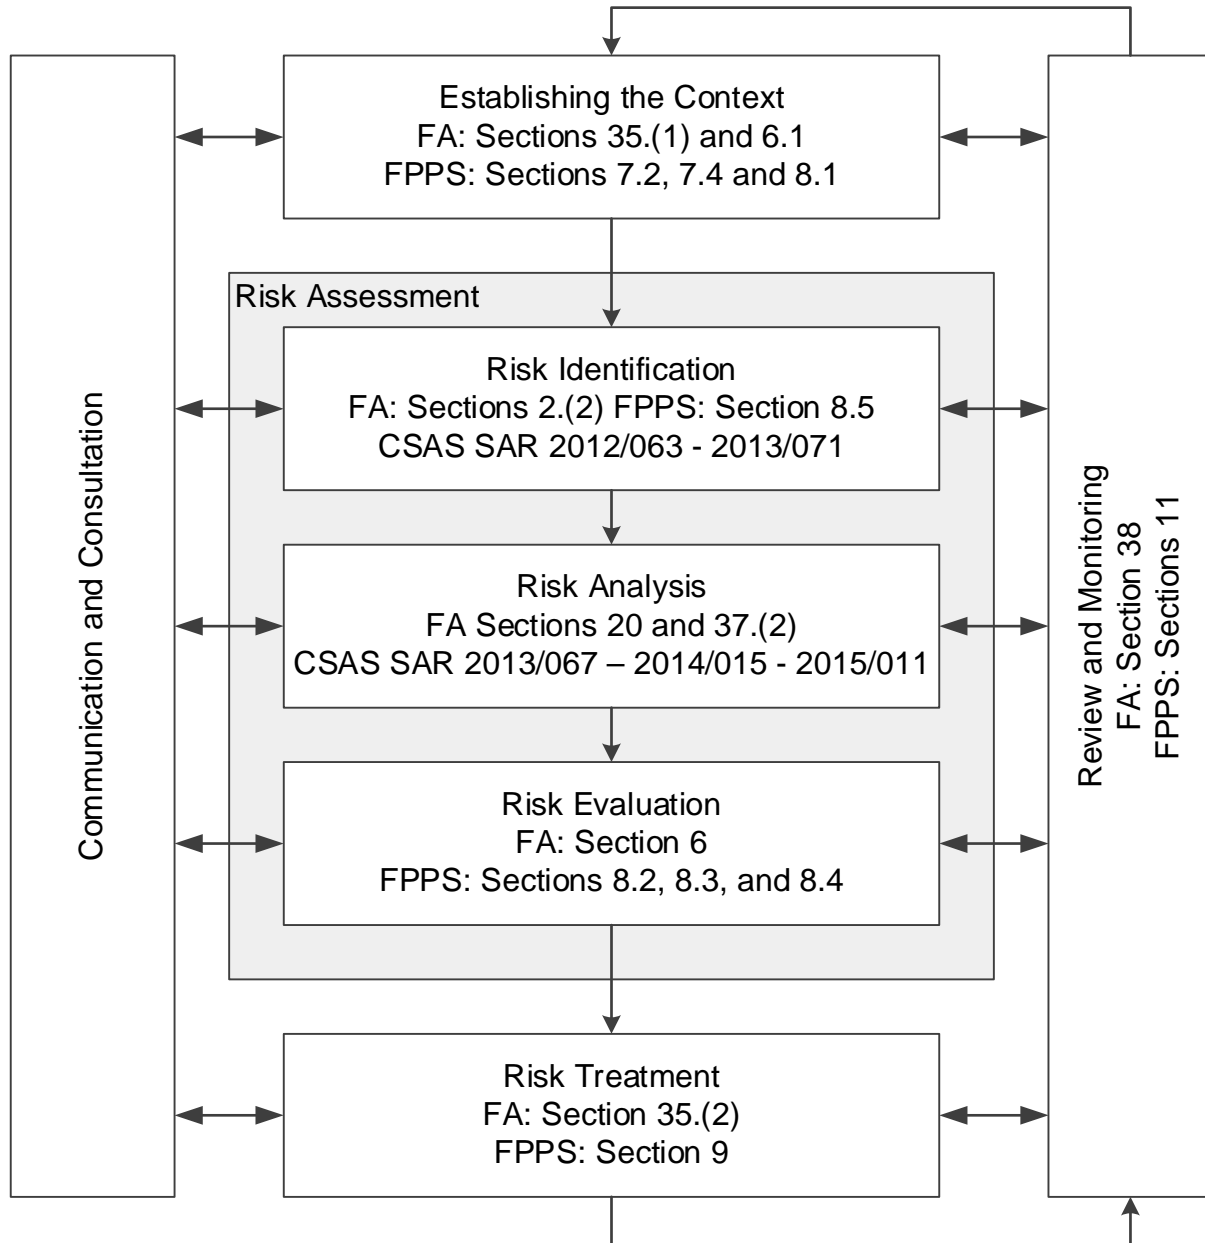 Establishing the Context
FA: Sections 35.(1) and 6.1
FPPS: Sections 7.2, 7.4 and 8.1
Risk Assessment
Risk Identification
FA: Sections 2.(2) FPPS: Section 8.5
CSAS SAR 2012/063 - 2013/071
Risk Analysis
FA Sections 20 and 37.(2)
CSAS SAR 2013/067 – 2014/015 - 2015/011
Risk Evaluation
FA: Section 6
FPPS: Sections 8.2, 8.3, and 8.4
Risk Treatment
FA: Section 35.(2)
FPPS: Section 9
Communication and Consultation
Review and Monitoring
FA: Section 38
FPPS: Sections 11